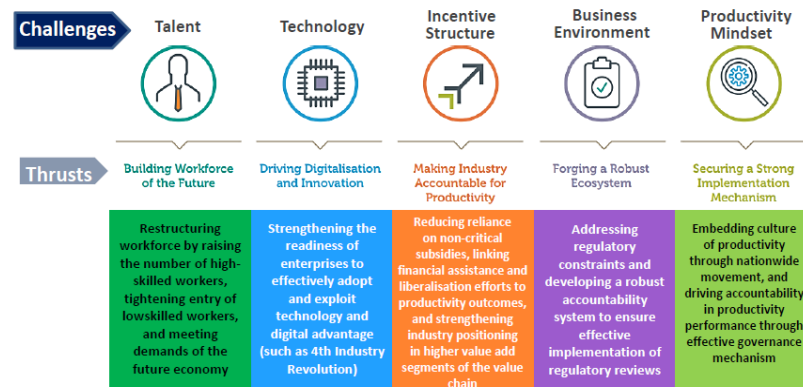 Challenges
Talent
Technology
Incentive
Structure
Business
Environment
Productivity
Mindset
Thrusts
Building Workforce
of the Future
Driving Digitalisation
and Innovation
Making Industry
Accountable for
Productivity
Forging a Robust
Ecosystem
Securing a Strong
Implementation
Mechanism
Restructuring
workforce by raising
the number of high-
skilled workers,
tightening entry of
lowskilled workers,
and meeting
demands of the
future economy
Strengthening the
readiness of
enterprises to
effectively adopt
and exploit
technology and
digital advantage
(such as 4th Industry
Revolution)
Reducing reliance
on non-critical
subsidies, linking
financial assistance and
liberalisation efforts to
productivity outcomes,
and strengthening
industry positioning
in higher value add
segments of the value
chain
Addressing
regulatory
constraints and
developing a robust
accountability
system to ensure
effective
implementation of
regulatory reviews
Embedding culture
of productivity
through nationwide
movement, and
driving accountability
in productivity
performance through
effective governance
mechanism